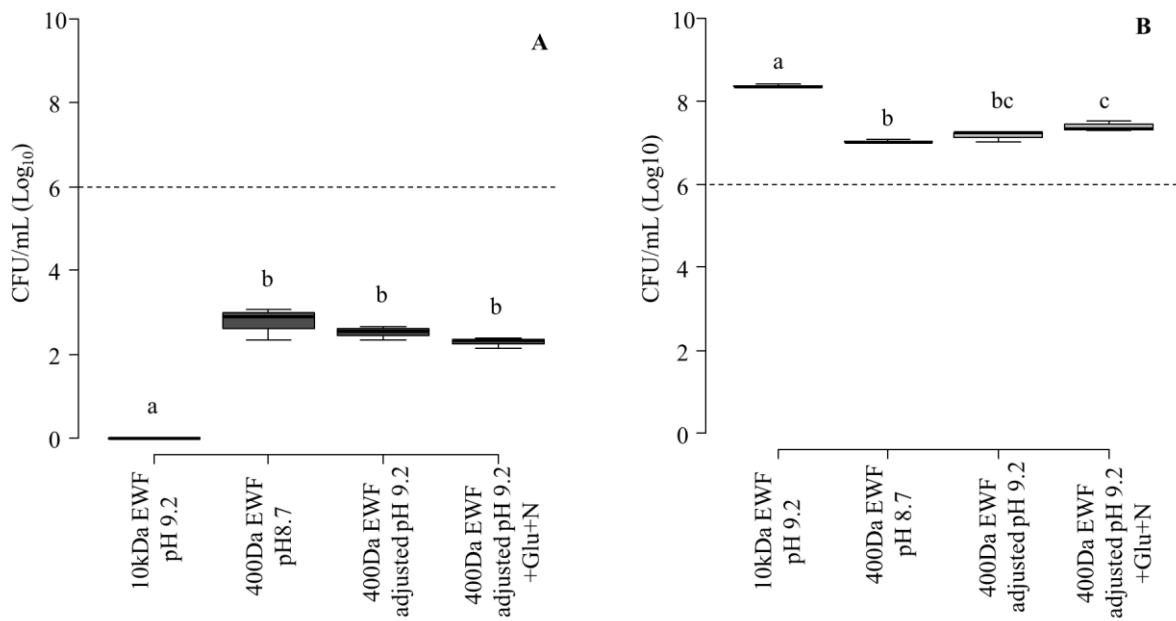 A
CFU/mL (Log10)
10
8
6
4
2
0
a
b
b
b
10kDa EWF
pH 9.2
400Da EWF
pH8.7
400Da EWF
adjusted pH 9.2
400Da EWF
adjusted pH 9.2
+Glu+N
B
CFU/mL (Log10)
10
8
6
4
2
0
a
b
bc
c
10kDa EWF
pH 9.2
400Da EWF
pH 8.7
400Da EWF
adjusted pH 9.2
400Da EWF
adjusted pH 9.2
+Glu+N